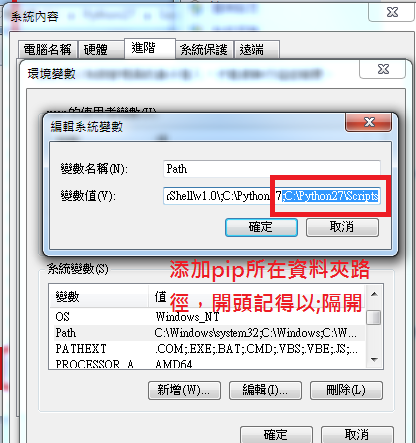 系統內容
電腦名稱 硬體 進階 系統保護 遠端
環境變數
編輯系統變數
變數名稱(N): Path
變數值(V): rShell\v1.0\;C:\Python27;C:\Python27\Scripts
確定 取消
添加pip所在資料夾路
徑，開頭記得以;隔開
系統變數(S)
變數 值
OS Windows_NT
Path C:\Windows\system32;C:\Windows;C:\W...
PATHEXT .COM;.EXE;.BAT;.CMD;.VBS;.VBE;.JS;...
PROCESSOR_A AMD64
新增(W)... 編輯(I)... 刪除(L)
確定 取消